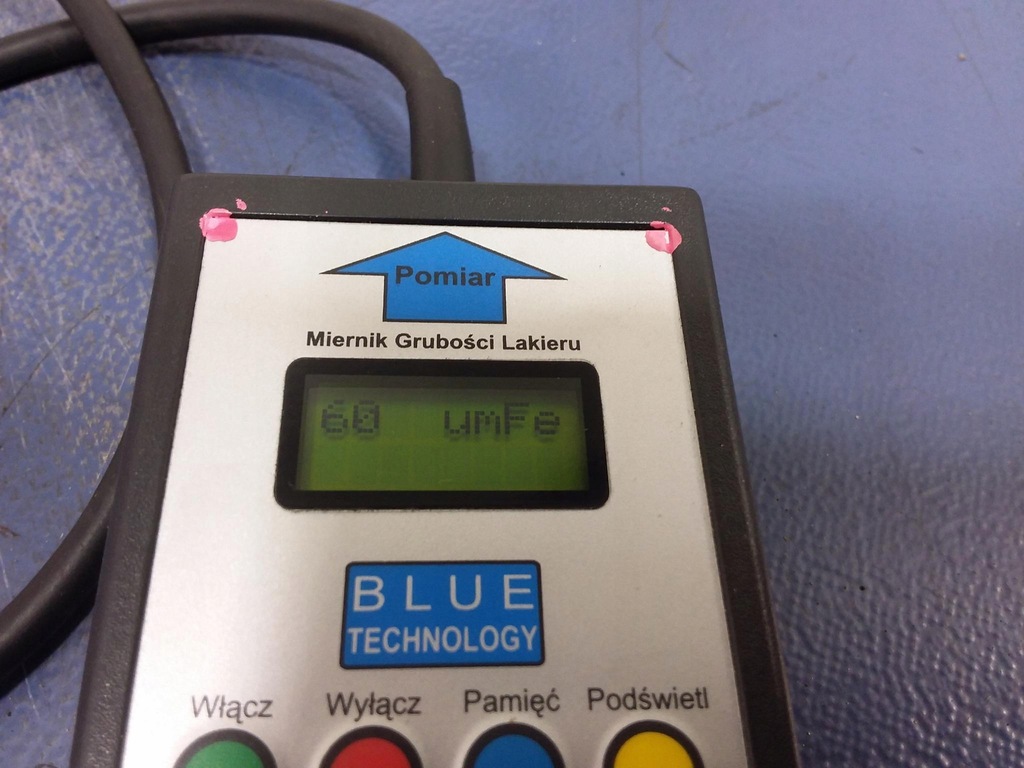 Pomiar
Miernik Grubości Lakieru
60 umFe
BLUE
TECHNOLOGY
Włącz Wyłącz Pamięć Podświetl